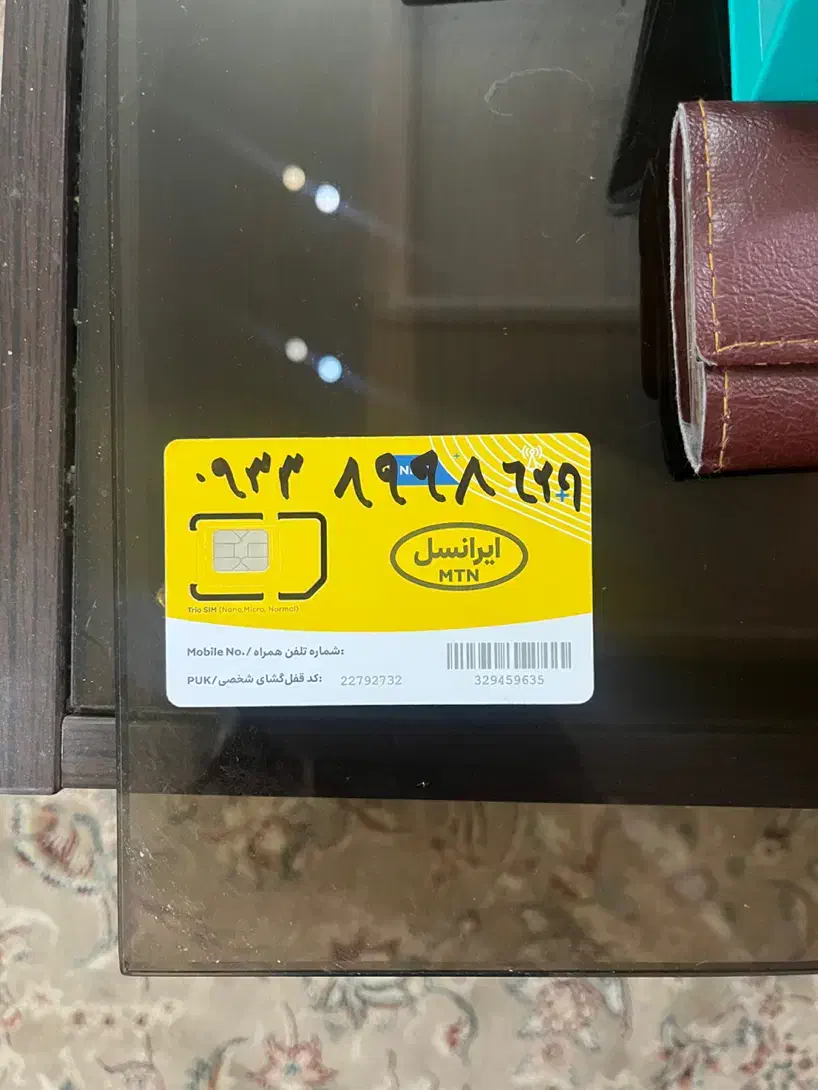 ۰۹۳۳
ایرانسل
MTN
Trio SIM (Nano,Micro, Normal)
Mobile No./شماره تلفن همراه:
PUK/کد قفل‌گشای شخصی: 22792732
329459635